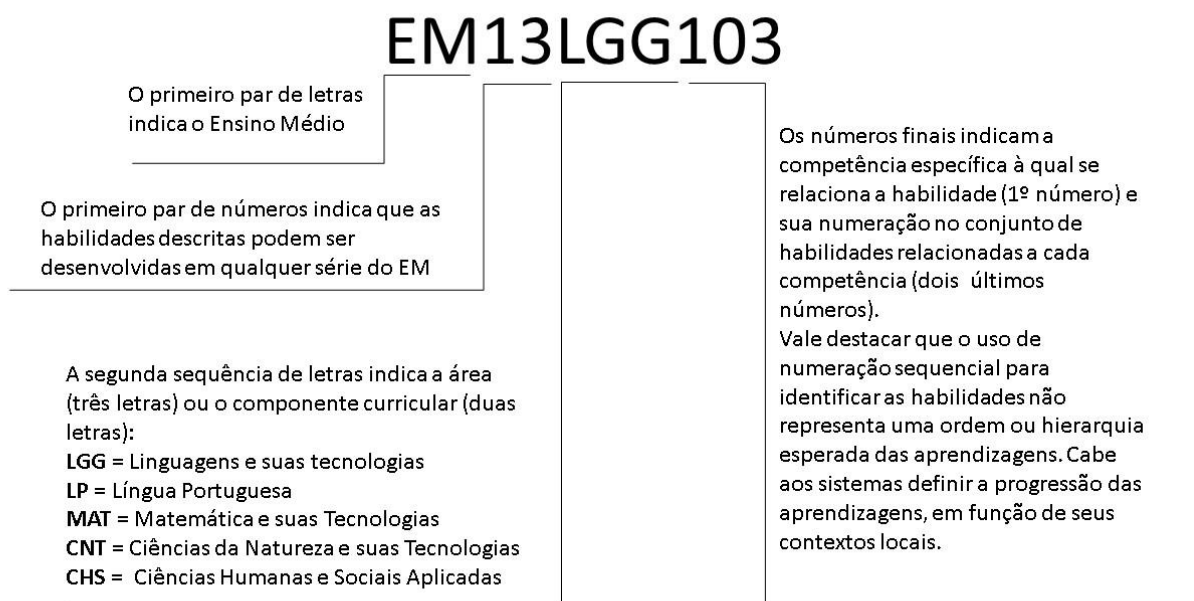 EM13LGG103
O primeiro par de letras
indica o Ensino Médio
O primeiro par de números indica que as
habilidades descritas podem ser
desenvolvidas em qualquer série do EM
A segunda sequência de letras indica a área
(três letras) ou o componente curricular (duas
letras):
LGG = Linguagens e suas tecnologias
LP = Língua Portuguesa
MAT = Matemática e suas Tecnologias
CNT = Ciências da Natureza e suas Tecnologias
CHS = Ciências Humanas e Sociais Aplicadas
Os números finais indicam a
competência específica à qual se
relaciona a habilidade (1º número) e
sua numeração no conjunto de
habilidades relacionadas a cada
competência (dois últimos
números).
Vale destacar que o uso de
numeração sequencial para
identificar as habilidades não
representa uma ordem ou hierarquia
esperada das aprendizagens. Cabe
aos sistemas definir a progressão das
aprendizagens, em função de seus
contextos locais.